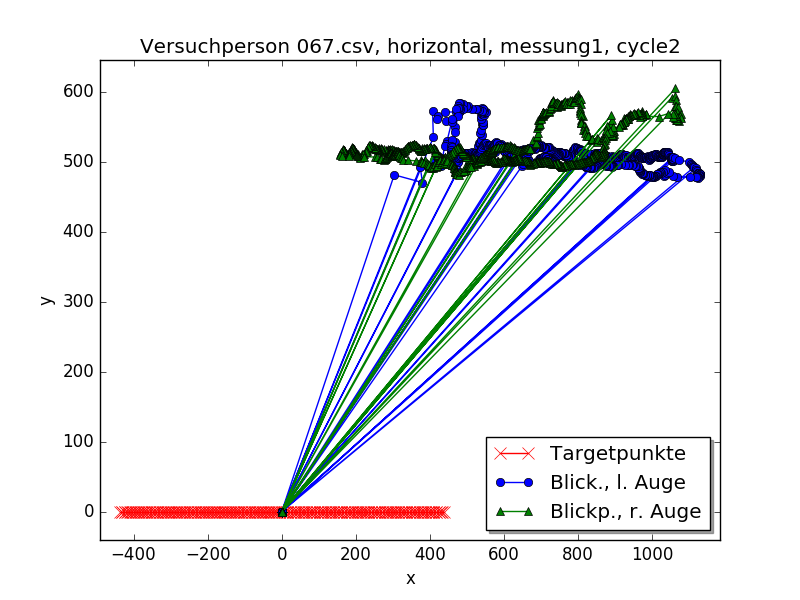 Versuchperson 067.csv, horizontal, messung1, cycle2
600
500
400
300
200
100
0
y
−400 −200 0 200 400 600 800 1000
x
Targetpunkte
Blick., l. Auge
Blickp., r. Auge